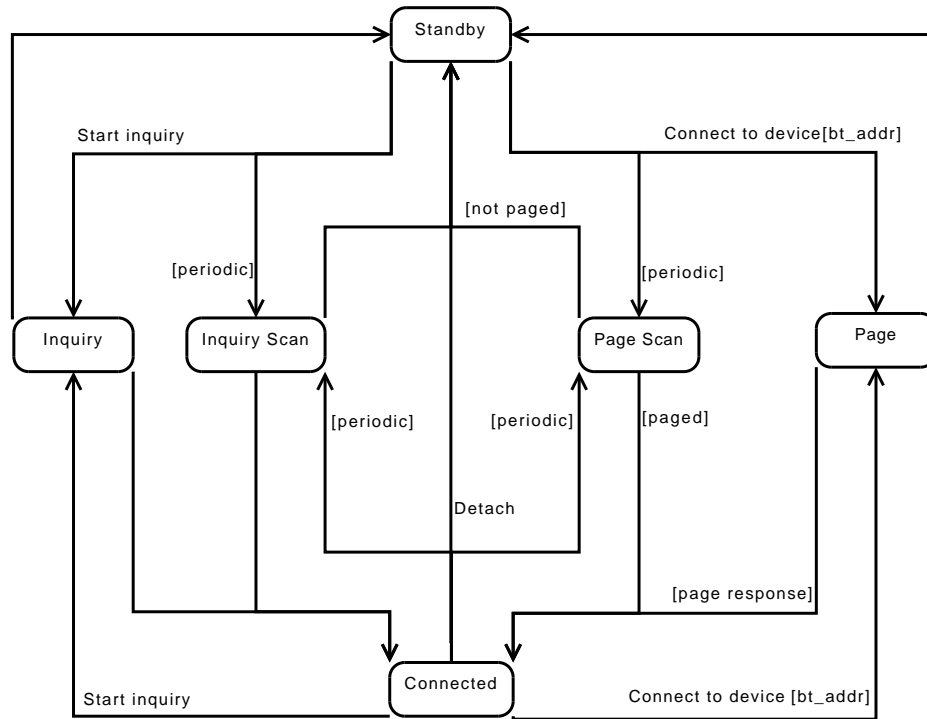 Standby
Start inquiry
Connect to device[bt_addr]
[not paged]
[periodic]
[periodic]
Inquiry
Inquiry Scan
Page Scan
Page
[periodic]
[periodic]
[paged]
Detach
[page response]
Connected
Start inquiry
Connect to device [bt_addr]